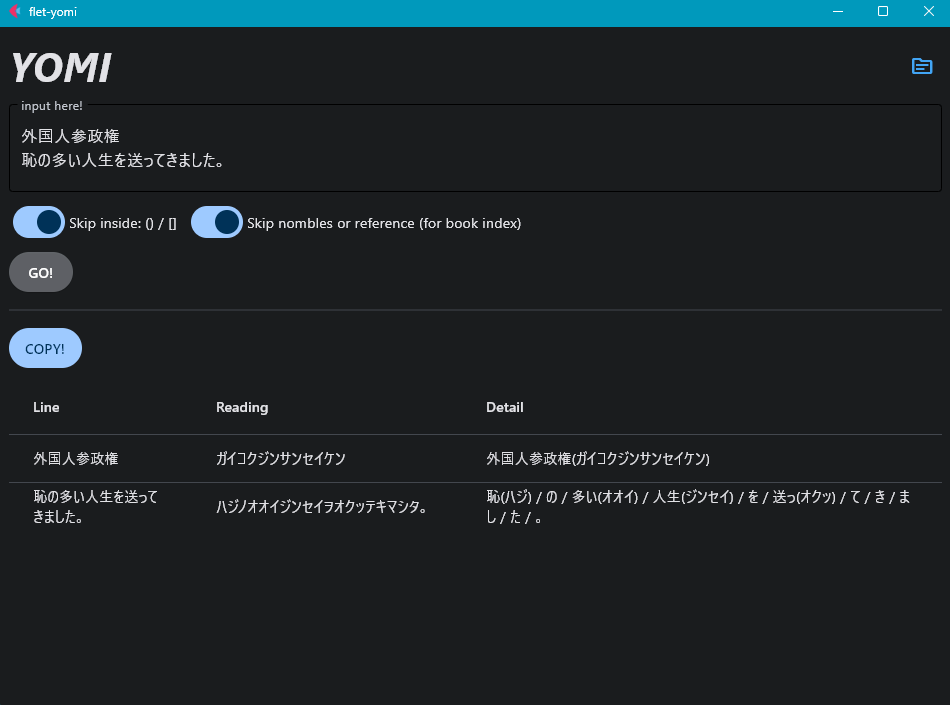 flet-yomi
YOMI
input here!
外国人参政権
恥の多い人生を送ってきました。
Skip inside: () / []
Skip nombles or reference (for book index)
GO!
COPY!
Line Reading Detail
外国人参政権 ガイコクジンサンセイケン 外国人参政権(ガイコクジンサンセイケン)
恥の多い人生を送って
きました。
ハジノオオイジンセイヲオクッテキマシタ。
恥(ハジ) / の / 多い(オオイ) / 人生(ジンセイ) / を / 送っ(オクッ) / て / き / ま
し / た / 。